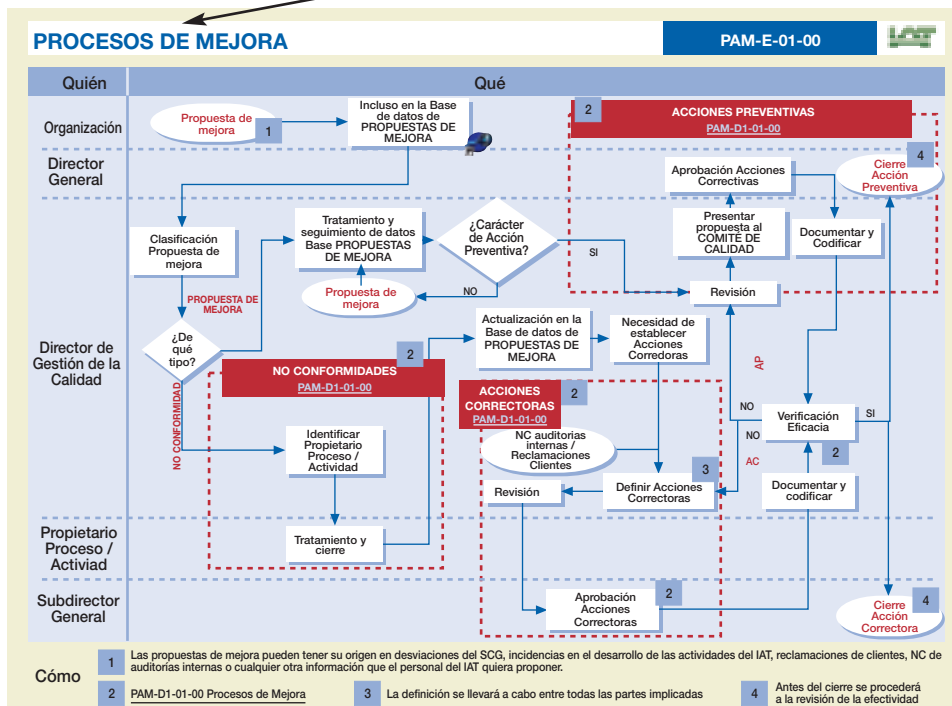 PROCESOS DE MEJORA
PAM-E-01-00
IAT
Quién
Qué
Organización
Propuesta de
mejora
1
Incluso en la Base
de datos de
PROPUESTAS DE
MEJORA
2
ACCIONES PREVENTIVAS
PAM-D1-01-00
Director
General
Aprobación Acciones
Correctivas
4
Cierre
Acción
Preventiva
Clasificación
Propuesta de
mejora
Tratamiento y
seguimiento de datos
Base PROPUESTAS
DE MEJORA
¿Carácter
de Acción
Preventiva?
SI
Presentar
propuesta al
COMITÉ DE
CALIDAD
Documentar y
Codificar
PROPUESTA DE
MEJORA
Propuesta de
mejora
NO
Revisión
Director de
Gestión de la
Calidad
¿De
qué
tipo?
NO CONFORMIDAD
Actualización en la
Base de datos de
PROPUESTAS DE
MEJORA
Necesidad de
establecer
Acciones
Corredoras
2
NO CONFORMIDADES
PAM-D1-01-00
ACCIONES
CORRECTORAS
PAM-D1-01-00
2
AP
NO
NO
AC
Verificación
Eficacia
SI
2
Identificar
Propietario
Proceso /
Actividad
NC auditorias
internas /
Reclamaciones
Clientes
3
Revisión
Definir Acciones
Correctoras
Documentar y
codificar
Propietario
Proceso /
Activiad
Tratamiento y
cierre
Subdirector
General
Aprobación
Acciones
Correctoras
2
4
Cierre
Acción
Correctora
Cómo
1
Las propuestas de mejora pueden tener su origen en desviaciones del SCG, incidencias en el desarrollo de las actividades del IAT, reclamaciones de clientes, NC de
auditorías internas o cualquier otra información que el personal del IAT quiera proponer.
2
PAM-D1-01-00 Procesos de Mejora
3
La definición se llevará a cabo entre todas las partes implicadas
4
Antes del cierre se procederá
a la revisión de la efectividad